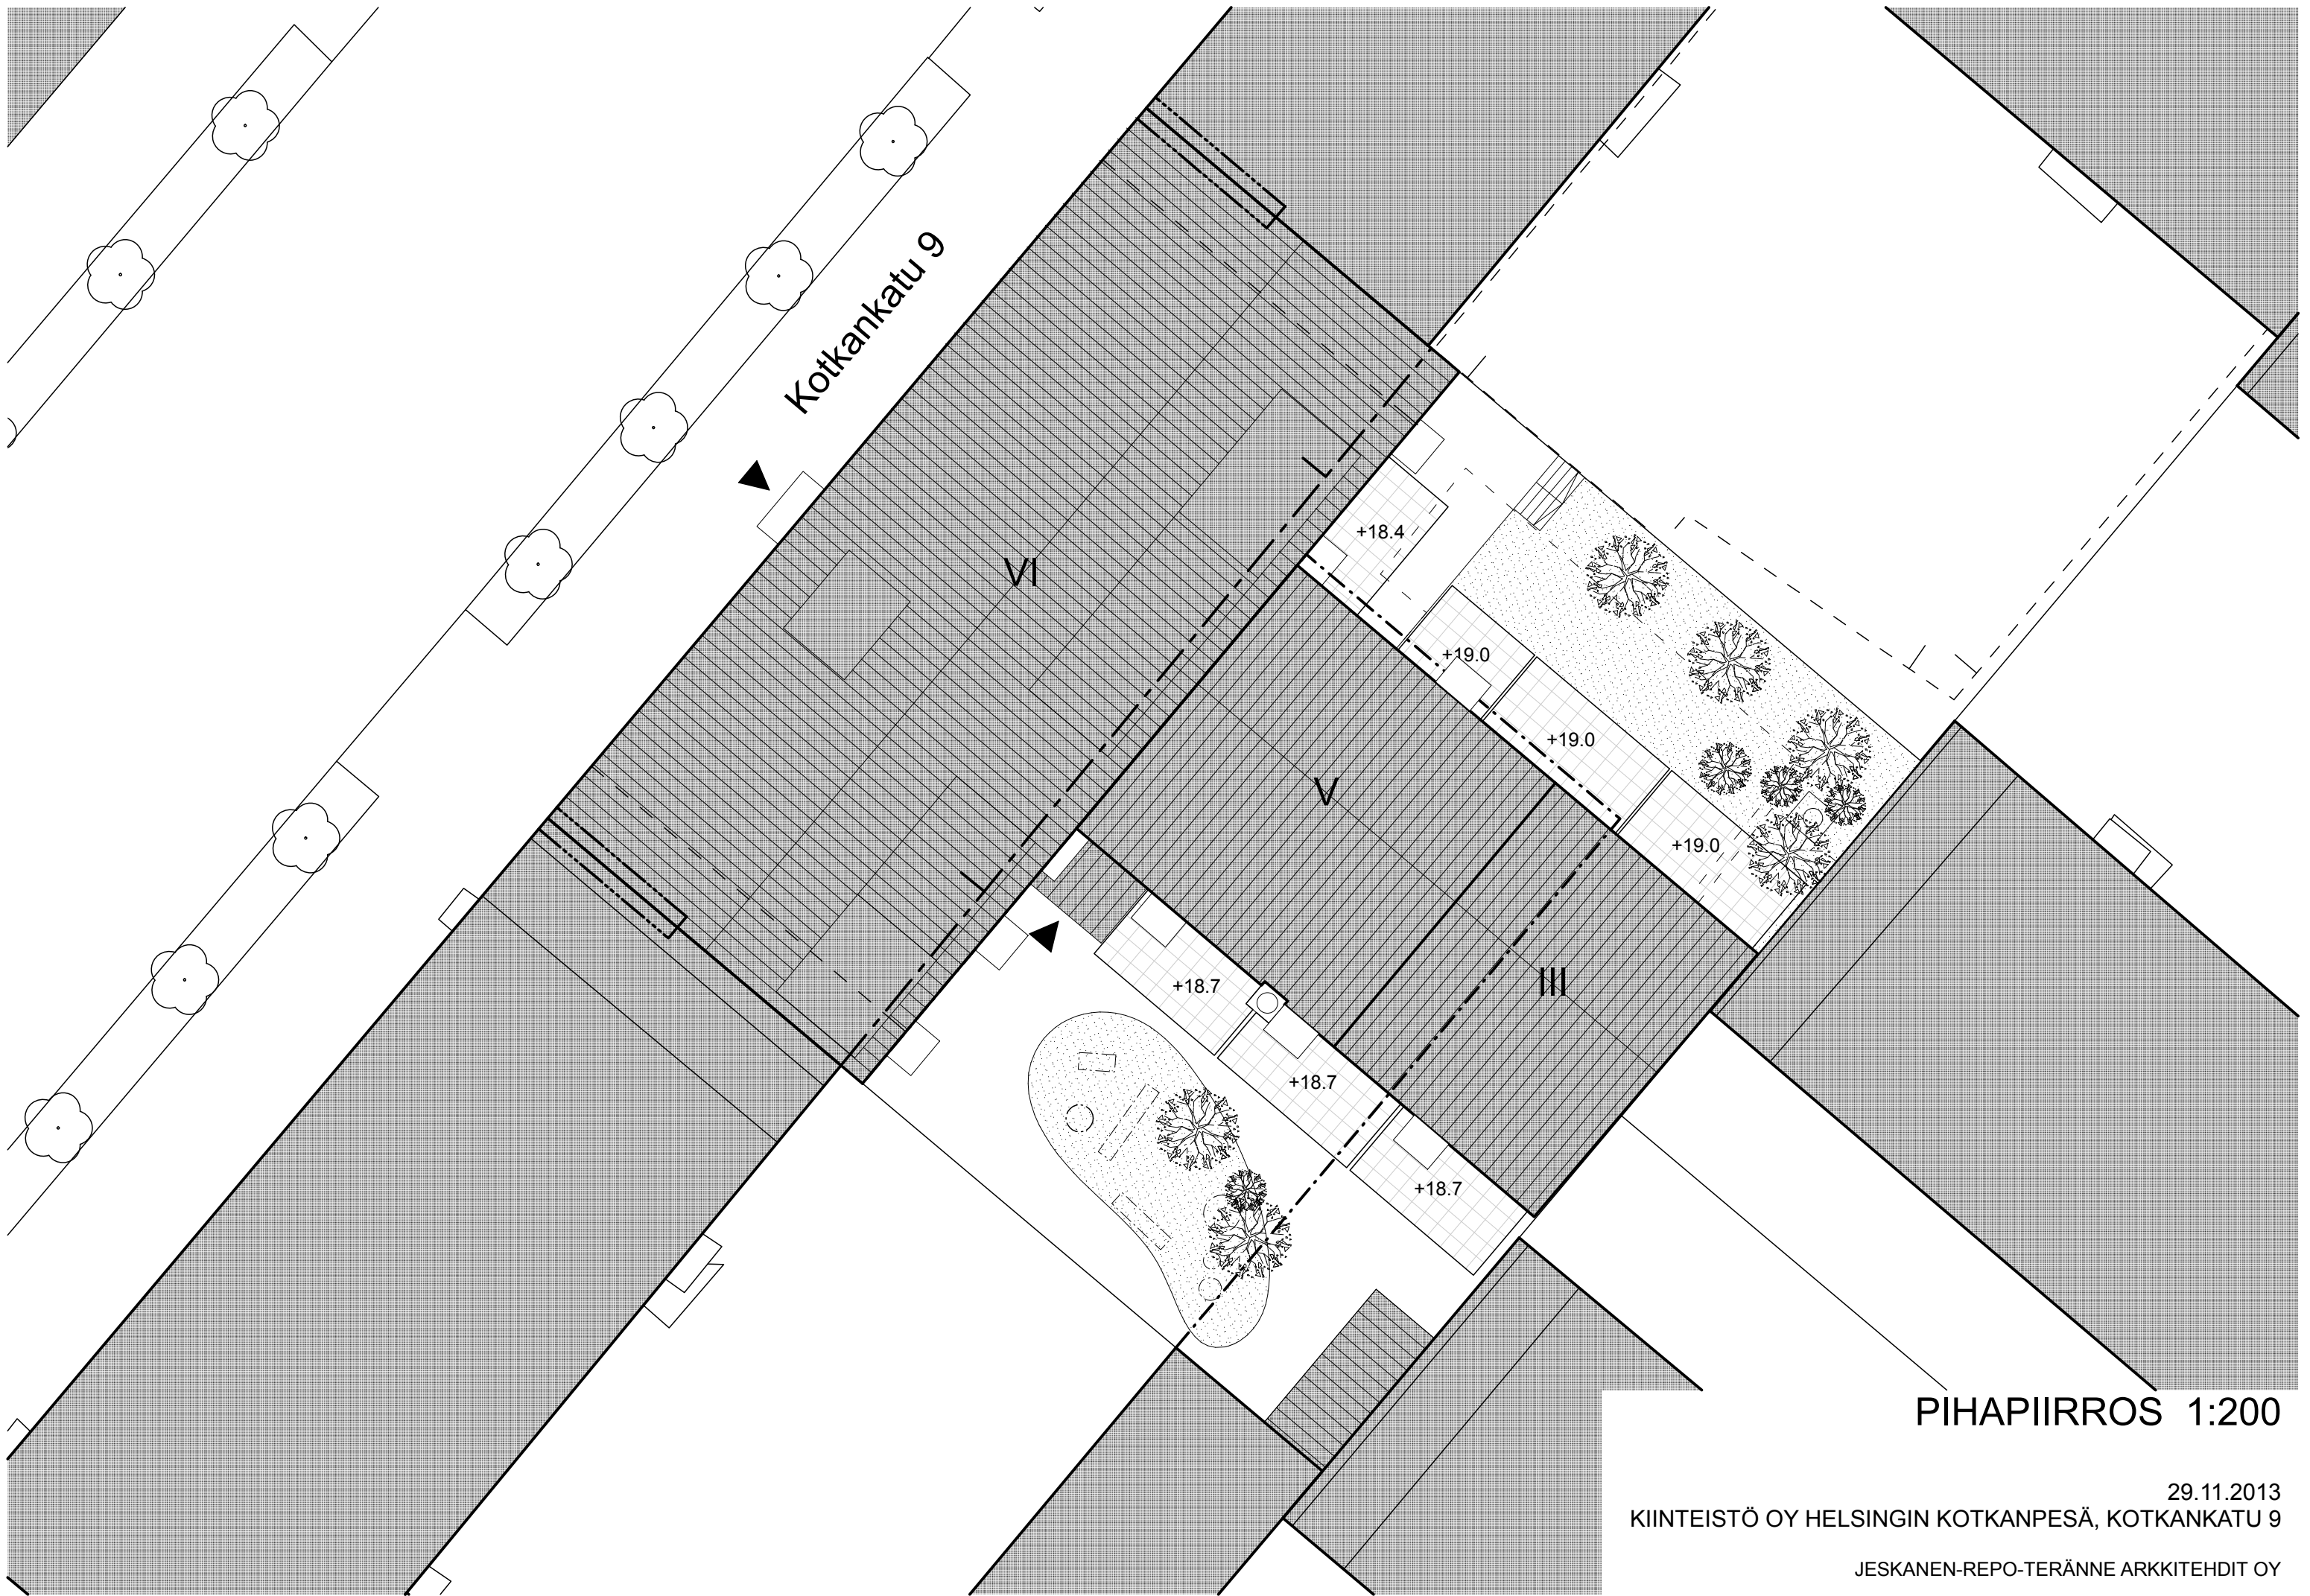 Kotkankatu 9
+18.4
VI
+19.0
+19.0
V
+19.0
III
+18.7
+18.7
+18.7
PIHAPIIRROS 1:200
29.11.2013
KIINTEISTÖ OY HELSINGIN KOTKANPESÄ, KOTKANKATU 9
JESKANEN-REPO-TERÄNNE ARKKITEHDIT OY